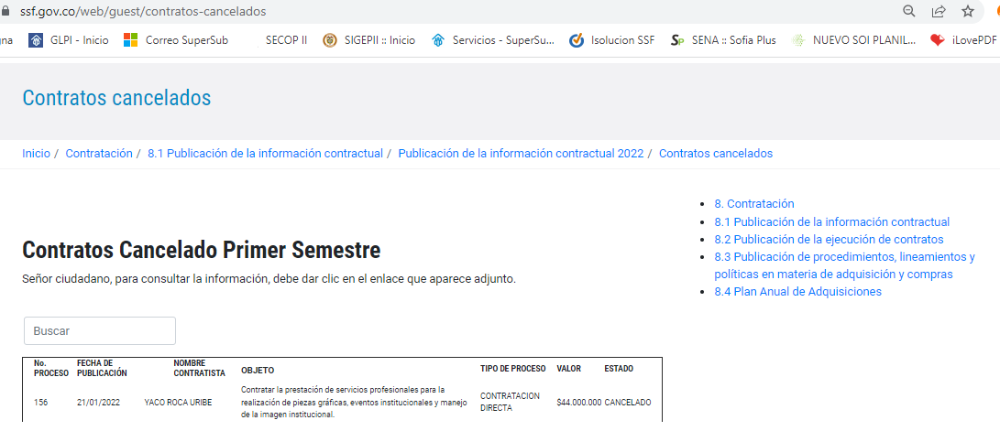 ssf.gov.co/web/guest/contratos-cancelados
gna GLPI - Inicio Correo SuperSub SECOP II SIGEPII :: Inicio Servicios - SuperSu... Isolucion SSF Sp SENA :: Sofia Plus NUEVO SOI PLANIL... iLovePDF
Contratos cancelados
Inicio / Contratación / 8.1 Publicación de la información contractual / Publicación de la información contractual 2022 / Contratos cancelados
8. Contratación
8.1 Publicación de la información contractual
8.2 Publicación de la ejecución de contratos
8.3 Publicación de procedimientos, lineamientos y
políticas en materia de adquisición y compras
8.4 Plan Anual de Adquisiciones
Contratos Cancelado Primer Semestre
Señor ciudadano, para consultar la información, debe dar clic en el enlace que aparece adjunto.
Buscar
No. PROCESO FECHA DE PUBLICACIÓN NOMBRE CONTRATISTA OBJETO TIPO DE PROCESO VALOR ESTADO
156 21/01/2022 YACO ROCA URIBE Contratar la prestación de servicios profesionales para la
realización de piezas gráficas, eventos institucionales y manejo
de la imagen institucional. CONTRATACION DIRECTA $44.000.000 CANCELADO